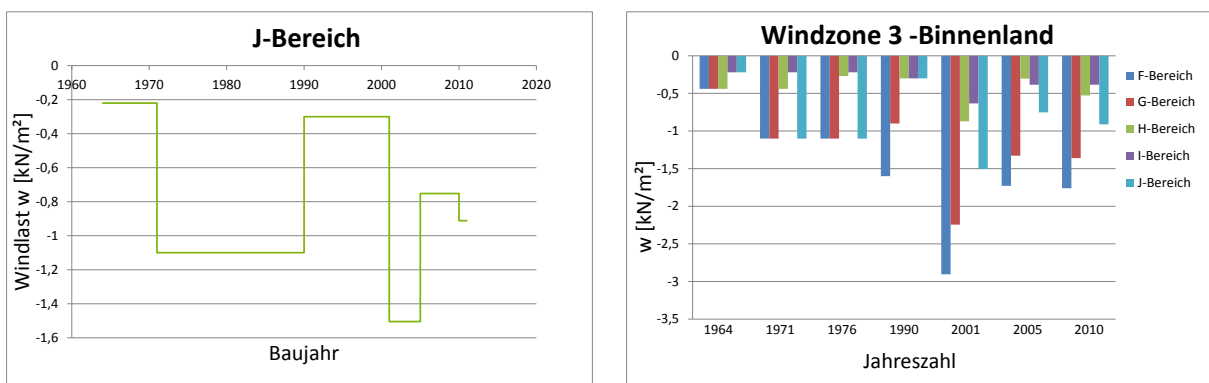 J-Bereich
0
-0,2
-0,4
-0,6
-0,8
-1
-1,2
-1,4
-1,6
1960
1970
1980
1990
2000
2010
2020
Windlast w [kN/m²]
Baujahr
Windzone 3 -Binnenland
0
-0,5
-1
-1,5
-2
-2,5
-3
-3,5
1964
1971
1976
1990
2001
2005
2010
w [kN/m²]
Jahreszahl
F-Bereich
G-Bereich
H-Bereich
I-Bereich
J-Bereich